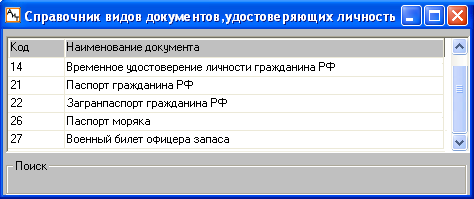 Справочник видов документов,удостоверяющих личность
Код Наименование документа
14 Временное удостоверение личности гражданина РФ
21 Паспорт гражданина РФ
22 Загранпаспорт гражданина РФ
26 Паспорт моряка
27 Военный билет офицера запаса
Поиск